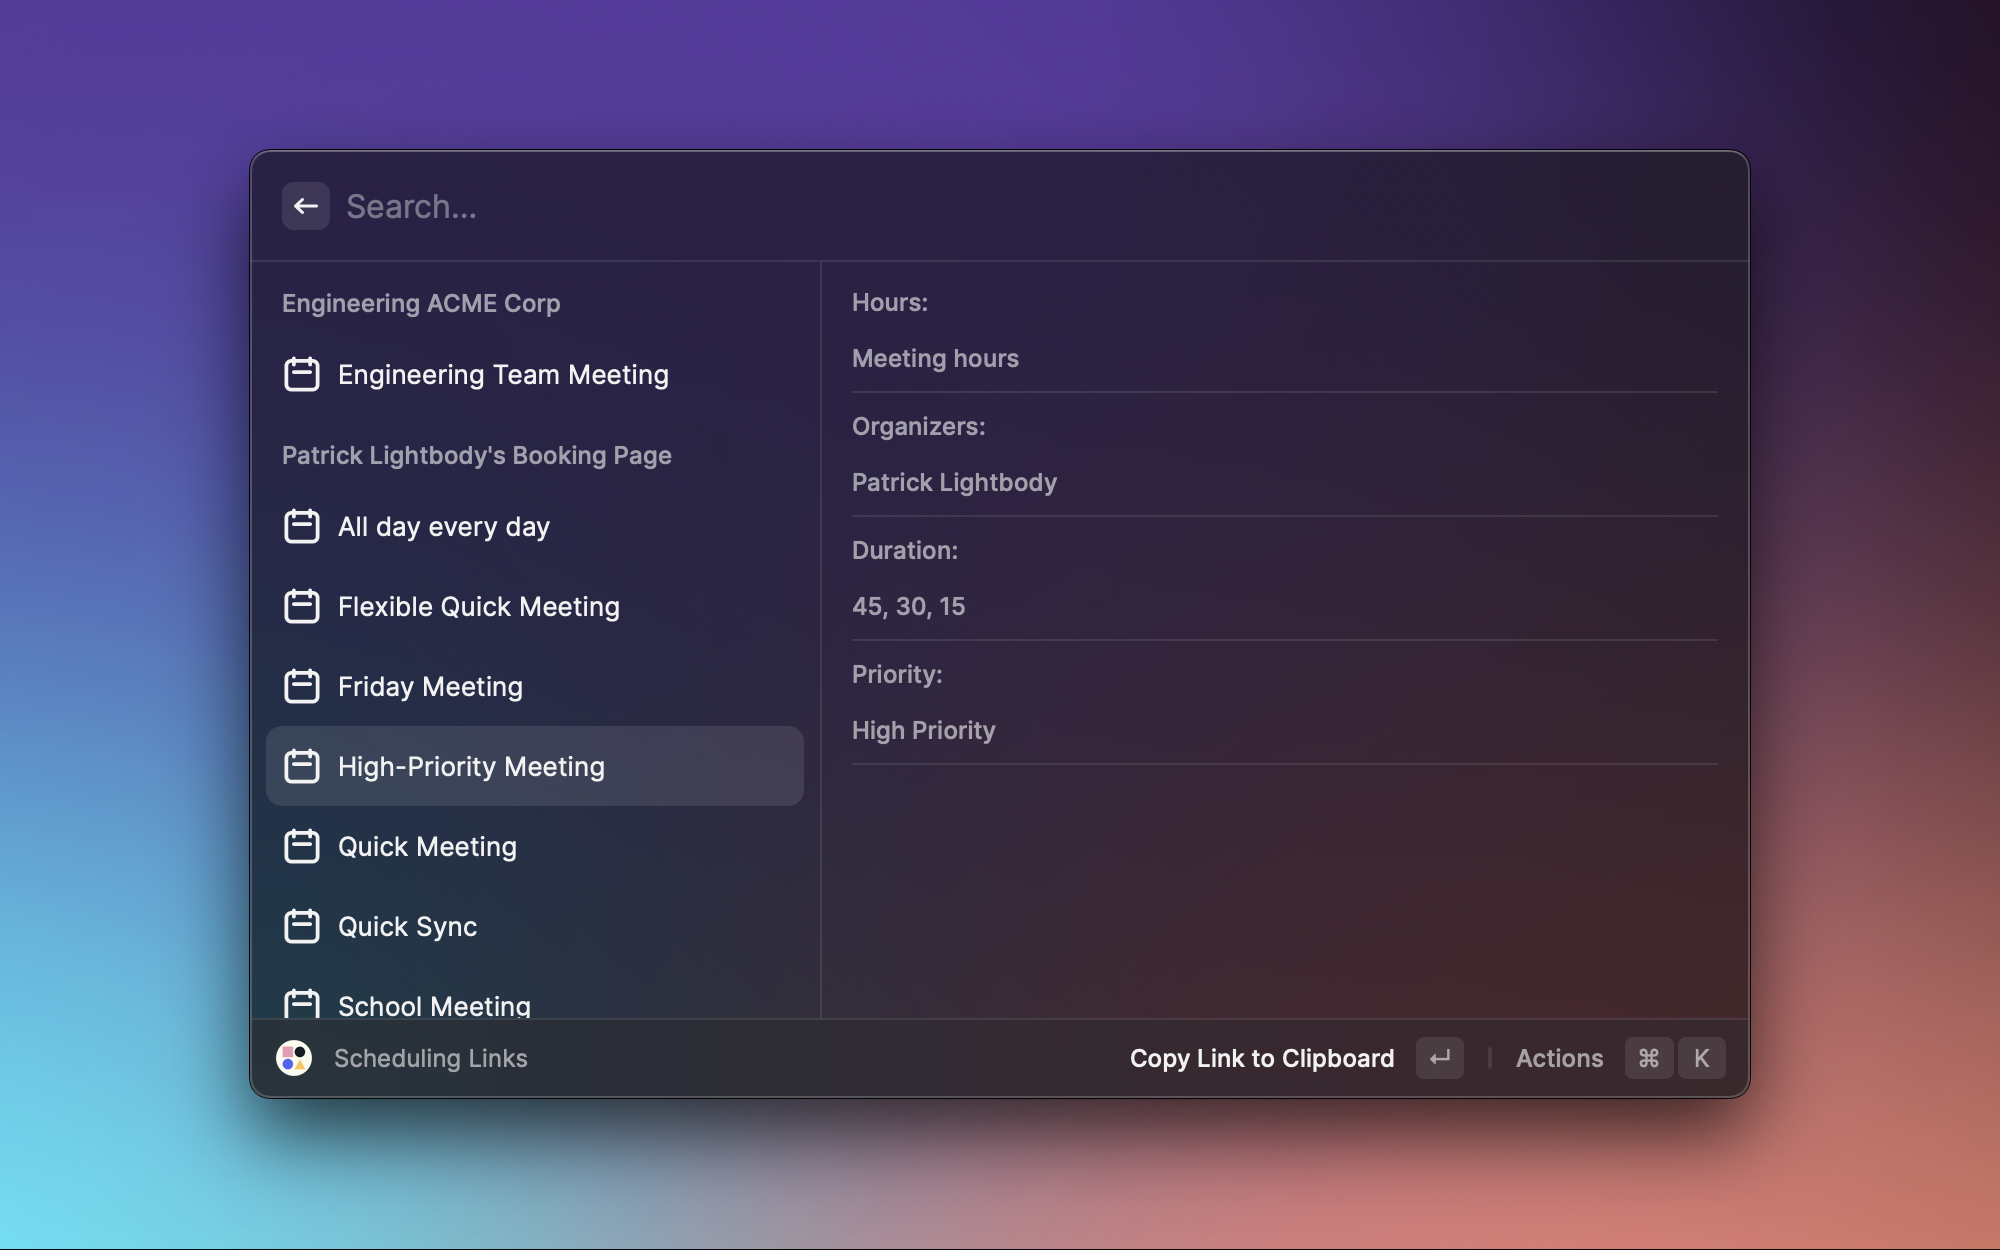 Search...
Engineering ACME Corp
Engineering Team Meeting
Patrick Lightbody's Booking Page
All day every day
Flexible Quick Meeting
Friday Meeting
High-Priority Meeting
Quick Meeting
Quick Sync
School Meeting
Hours:
Meeting hours
Organizers:
Patrick Lightbody
Duration:
45, 30, 15
Priority:
High Priority
Scheduling Links
Copy Link to Clipboard ↵ | Actions ⌘ K